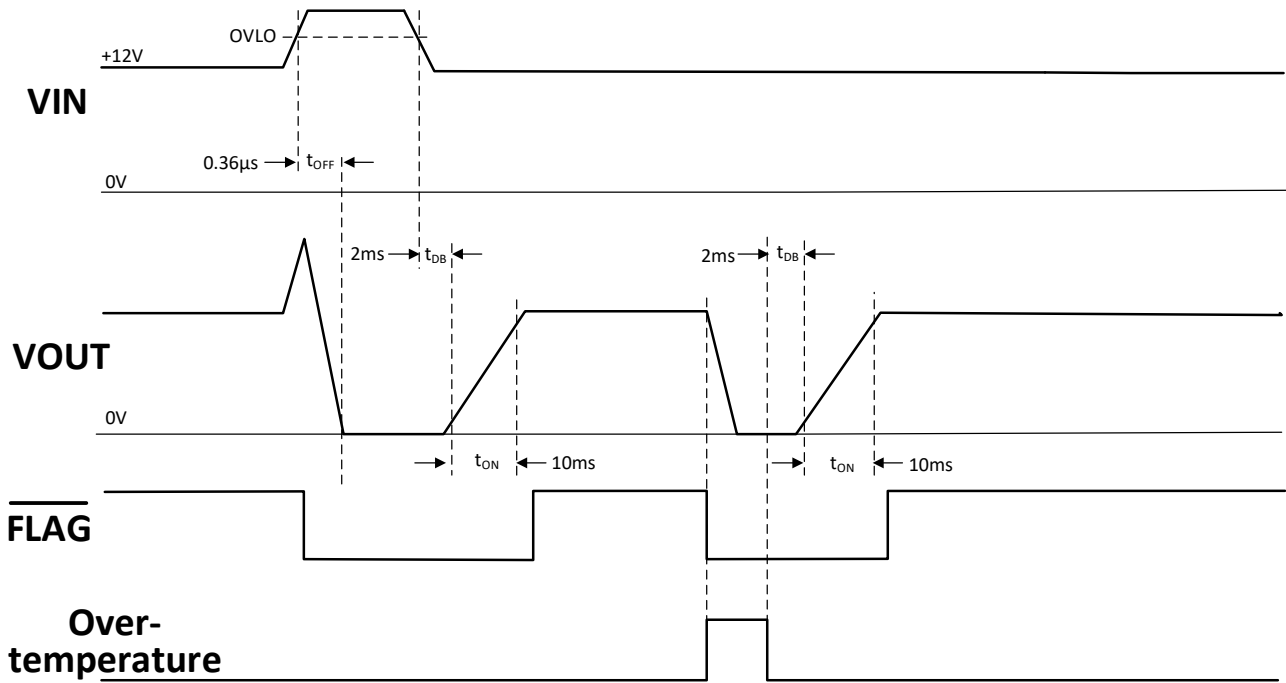 OVLO
+12V
VIN
0.36µs
tOFF
0V
2ms
tDB
2ms
tDB
VOUT
0V
tON
10ms
tON
10ms
FLAG
Over-
temperature